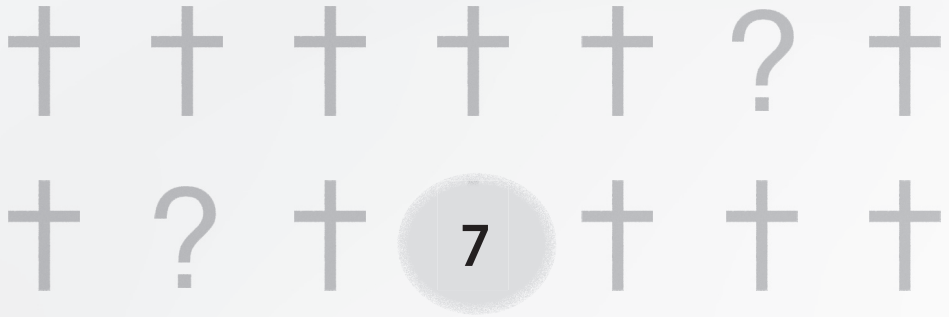 † † † † † ? †
† ? † 7 † † †